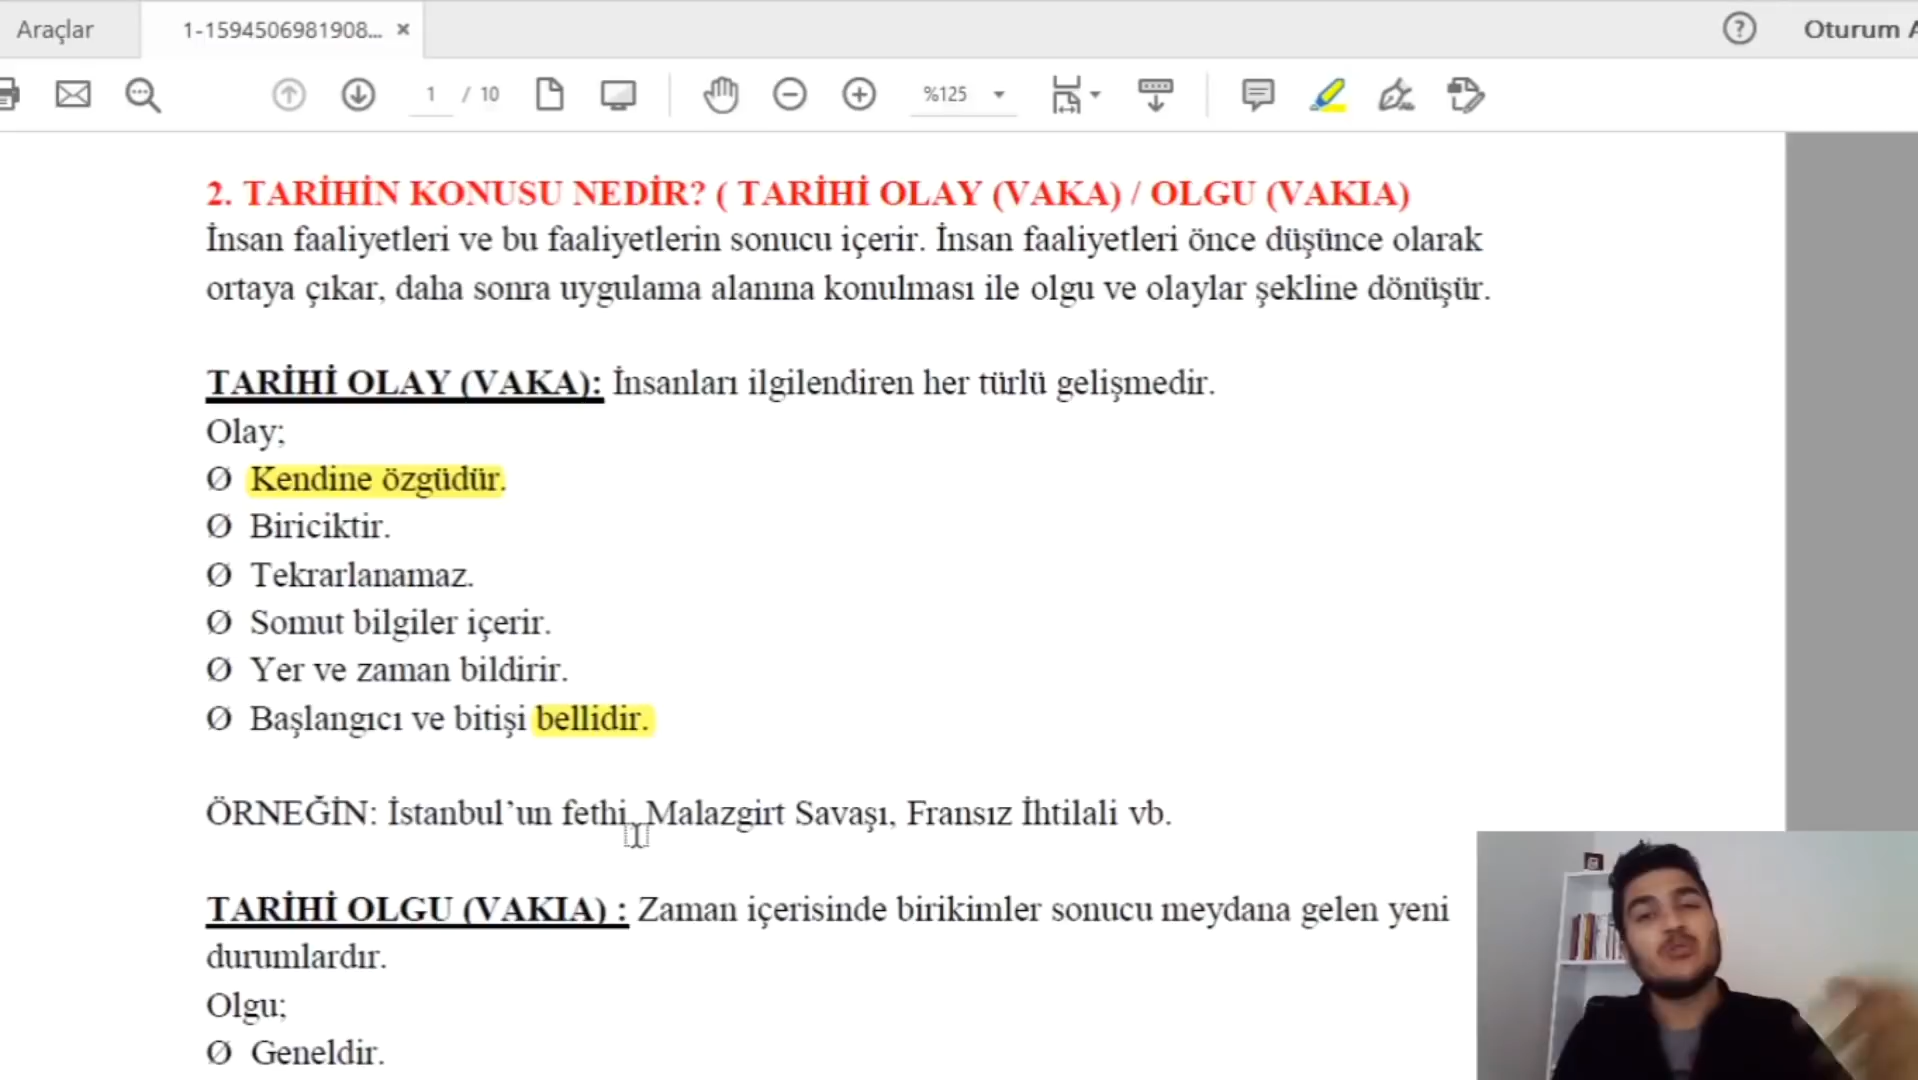 Araçlar
1-1594506981908... ×
? Oturum A
1 / 10
%125
2. TARİHİN KONUSU NEDİR? ( TARİHİ OLAY (VAKA) / OLGU (VAKIA)
İnsan faaliyetleri ve bu faaliyetlerin sonucu içerir. İnsan faaliyetleri önce düşünce olarak
ortaya çıkar, daha sonra uygulama alanına konulması ile olgu ve olaylar şekline dönüşür.
TARİHİ OLAY (VAKA): İnsanları ilgilendiren her türlü gelişmedir.
Olay;
Ø Kendine özgüdür.
Ø Biriciktir.
Ø Tekrarlanamaz.
Ø Somut bilgiler içerir.
Ø Yer ve zaman bildirir.
Ø Başlangıcı ve bitişi bellidir.
ÖRNEĞİN: İstanbul’un fethi, Malazgirt Savaşı, Fransız İhtilali vb.
TARİHİ OLGU (VAKIA) : Zaman içerisinde birikimler sonucu meydana gelen yeni
durumlardır.
Olgu;
Ø Geneldir.